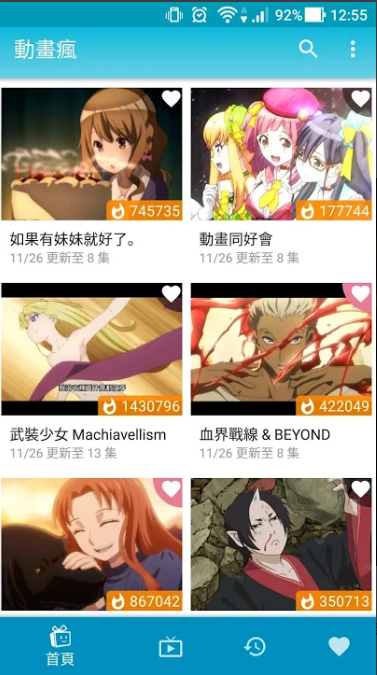 92% 12:55
動畫瘋
745735
177744
如果有妹妹就好了。
動畫同好會
11/26 更新至 8 集
11/26 更新至 8 集
1430796
422049
武裝少女 Machiavellism
血界戰線 & BEYOND
11/26 更新至 13 集
11/26 更新至 8 集
867042
350713
首頁